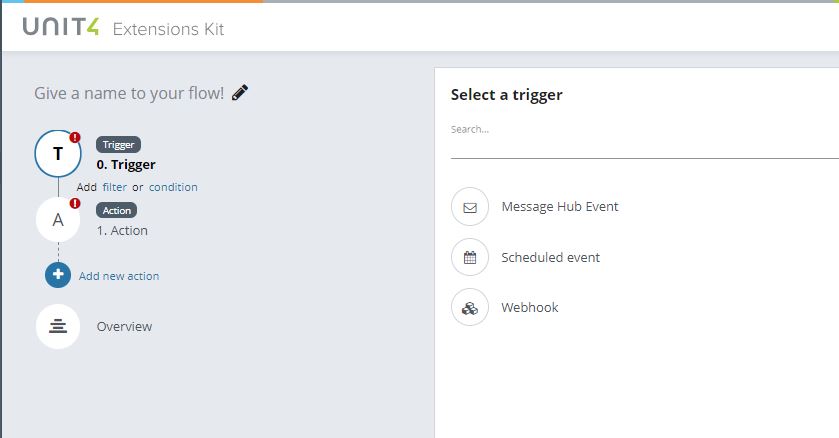 UNIT4 Extensions Kit
Give a name to your flow!
T
!
Trigger
0. Trigger
Add filter or condition
A
!
Action
1. Action
Add new action
Overview
Select a trigger
Search...
Message Hub Event
Scheduled event
Webhook